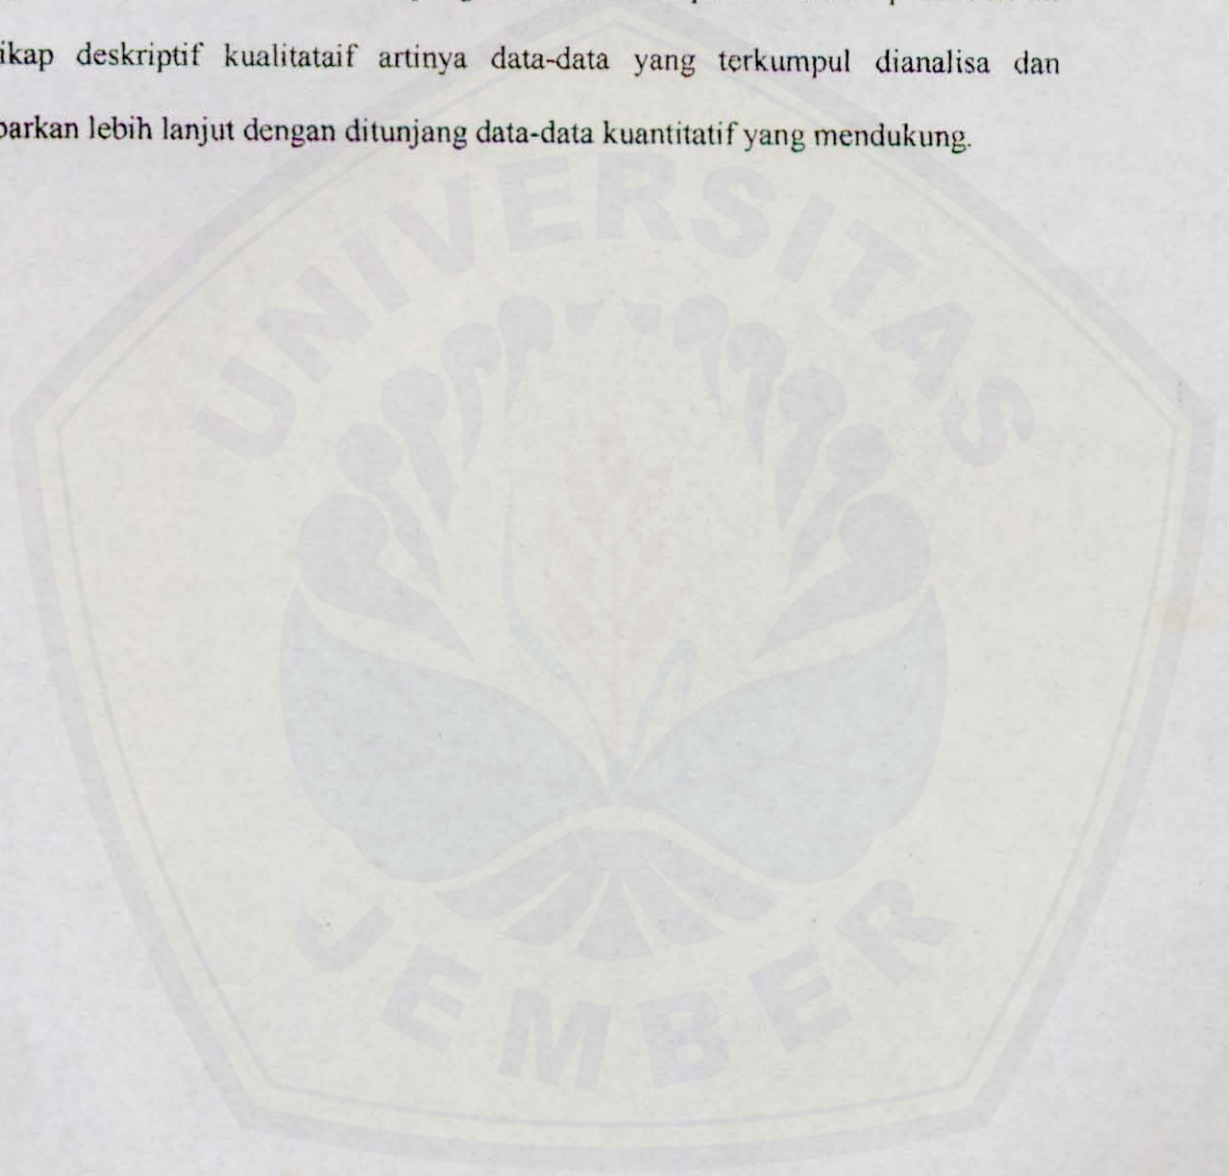 ikap deskriptif kualitataif artinya data-data yang terkumpul dianalisa dan
barkan lebih lanjut dengan ditunjang data-data kuantitatif yang mendukung.
UNIVERSITAS
JEMBER